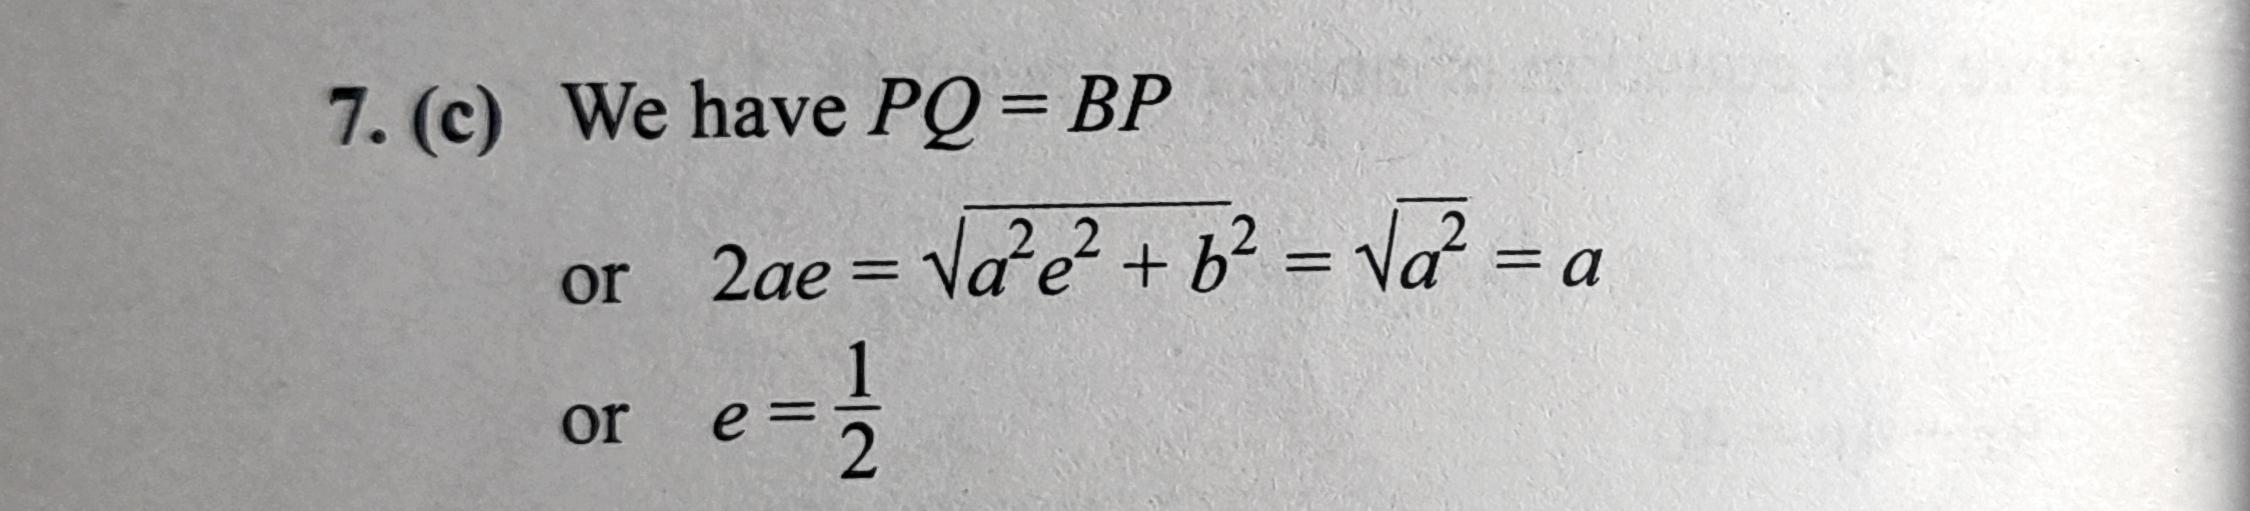 7. (c) We have PQ = BP
or 2ae = √(a²e² + b²) = √(a²) = a
or e = 1/2